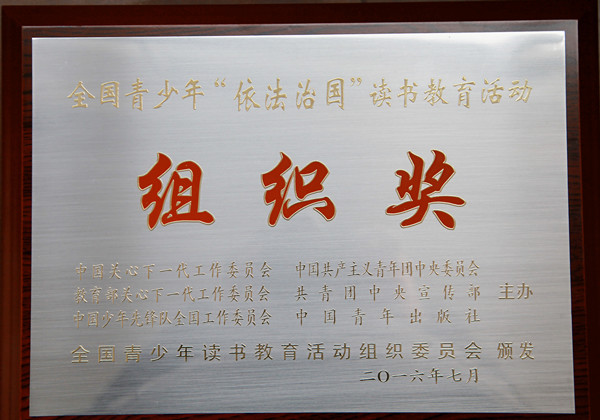 全国青少年“依法治国”读书教育活动
组织奖
中国关心下一代工作委员会 中国共产主义青年团中央委员会
教育部关心下一代工作委员会 共青团中央宣传部 主办
中国少年先锋队全国工作委员会 中国青年出版社
全国青少年读书教育活动组织委员会 颁发
二〇一六年七月